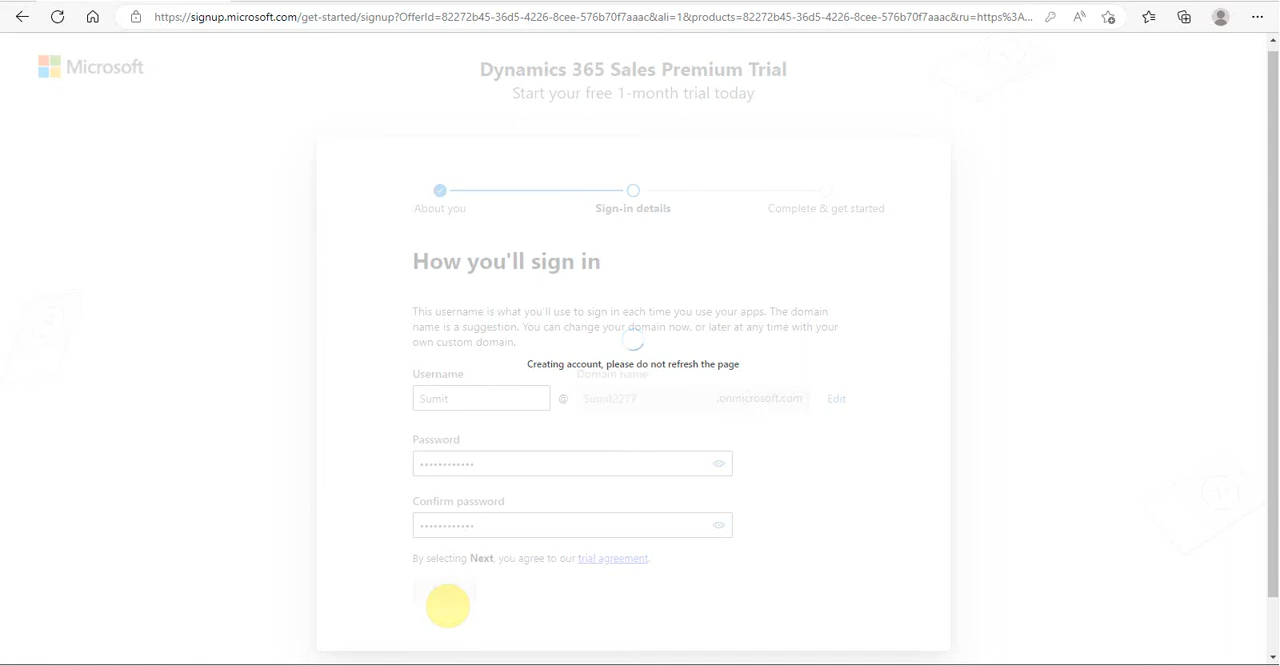 https://signup.microsoft.com/get-started/signup?OfferId=82272b45-36d5-4226-8cee-576b70f7aaac&ali=1&products=82272b45-36d5-4226-8cee-576b70f7aaac&ru=https%3A...
Microsoft
Dynamics 365 Sales Premium Trial
Start your free 1-month trial today
About you
Sign-in details
Complete & get started
How you'll sign in
This username is what you'll use to sign in each time you use your apps. The domain
name is a suggestion. You can change your domain now, or later at any time with your
own custom domain.
Creating account, please do not refresh the page
Username
Domain name
Sumit @ Sumit2277 .onmicrosoft.com Edit
Password
••••••••••••
Confirm password
••••••••••••
By selecting Next, you agree to our trial agreement.